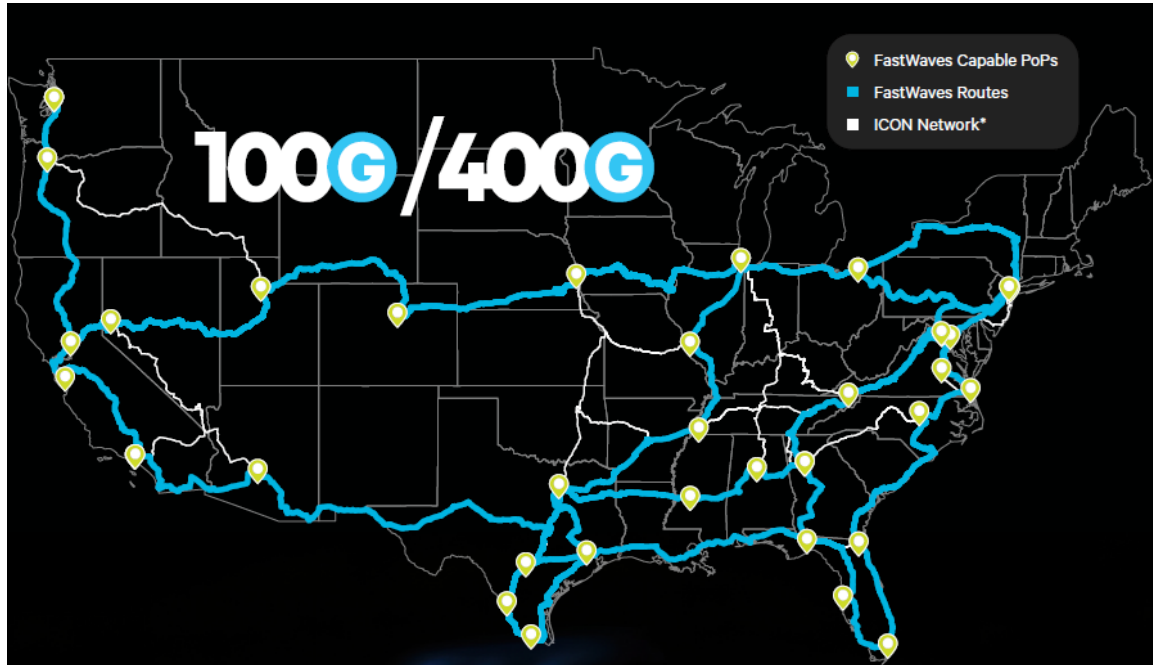 100G/400G
FastWaves Capable PoPs
FastWaves Routes
ICON Network*